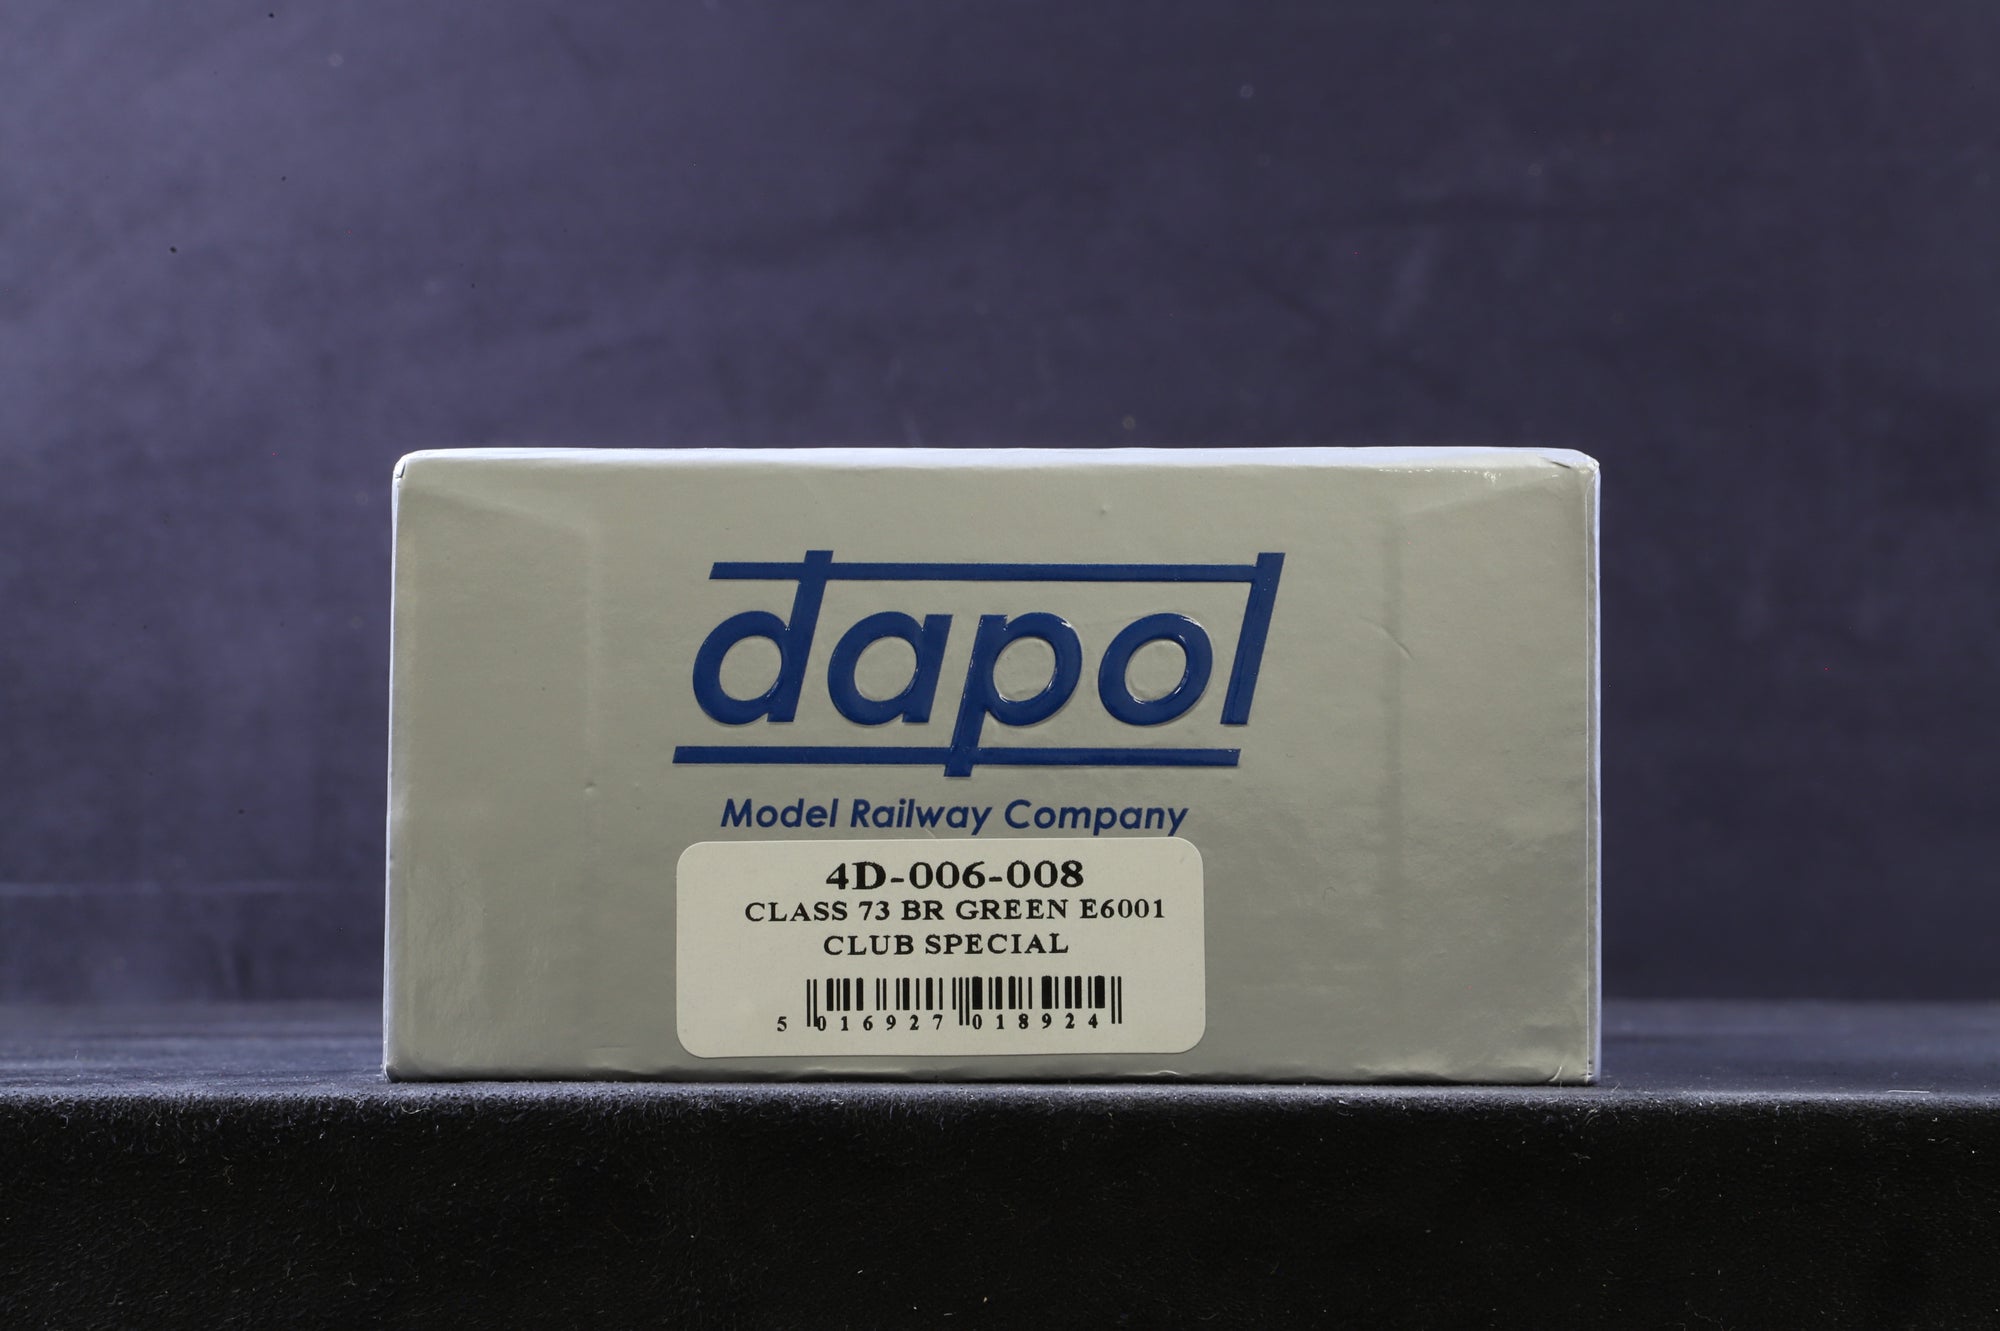 dapol
Model Railway Company
4D-006-008
CLASS 73 BR GREEN E6001
CLUB SPECIAL
5 016927 018924